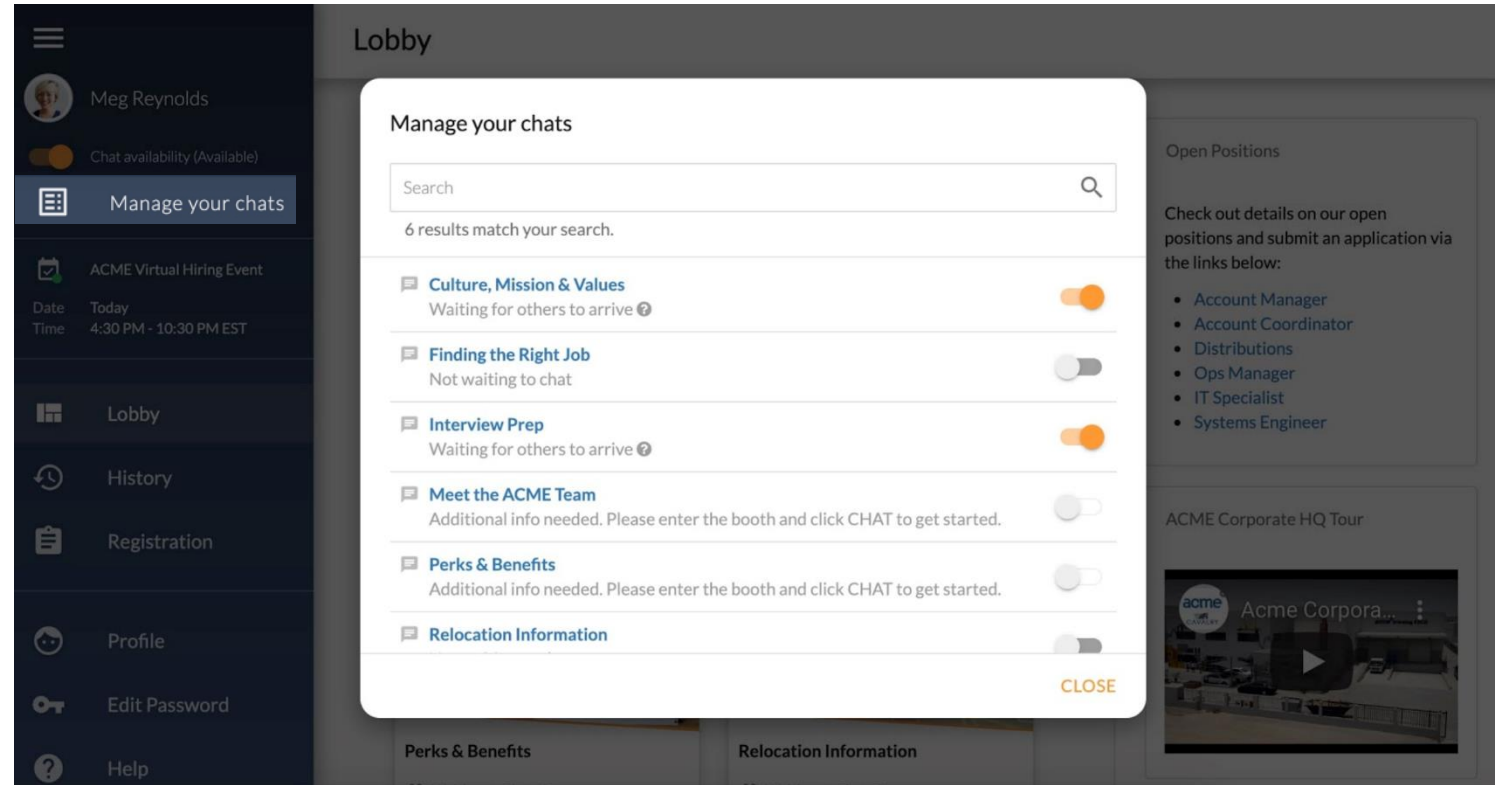 Lobby
Meg Reynolds
Chat availability (Available)
Manage your chats
ACME Virtual Hiring Event
Date Today
Time 4:30 PM - 10:30 PM EST
Lobby
History
Registration
Profile
Edit Password
Help
Manage your chats
Search
6 results match your search.
Culture, Mission & Values
Waiting for others to arrive
Finding the Right Job
Not waiting to chat
Interview Prep
Waiting for others to arrive
Meet the ACME Team
Additional info needed. Please enter the booth and click CHAT to get started.
Perks & Benefits
Additional info needed. Please enter the booth and click CHAT to get started.
Relocation Information
CLOSE
Perks & Benefits
Relocation Information
Open Positions
Check out details on our open
positions and submit an application via
the links below:
• Account Manager
• Account Coordinator
• Distributions
• Ops Manager
• IT Specialist
• Systems Engineer
ACME Corporate HQ Tour
acme
Acme Corpora...